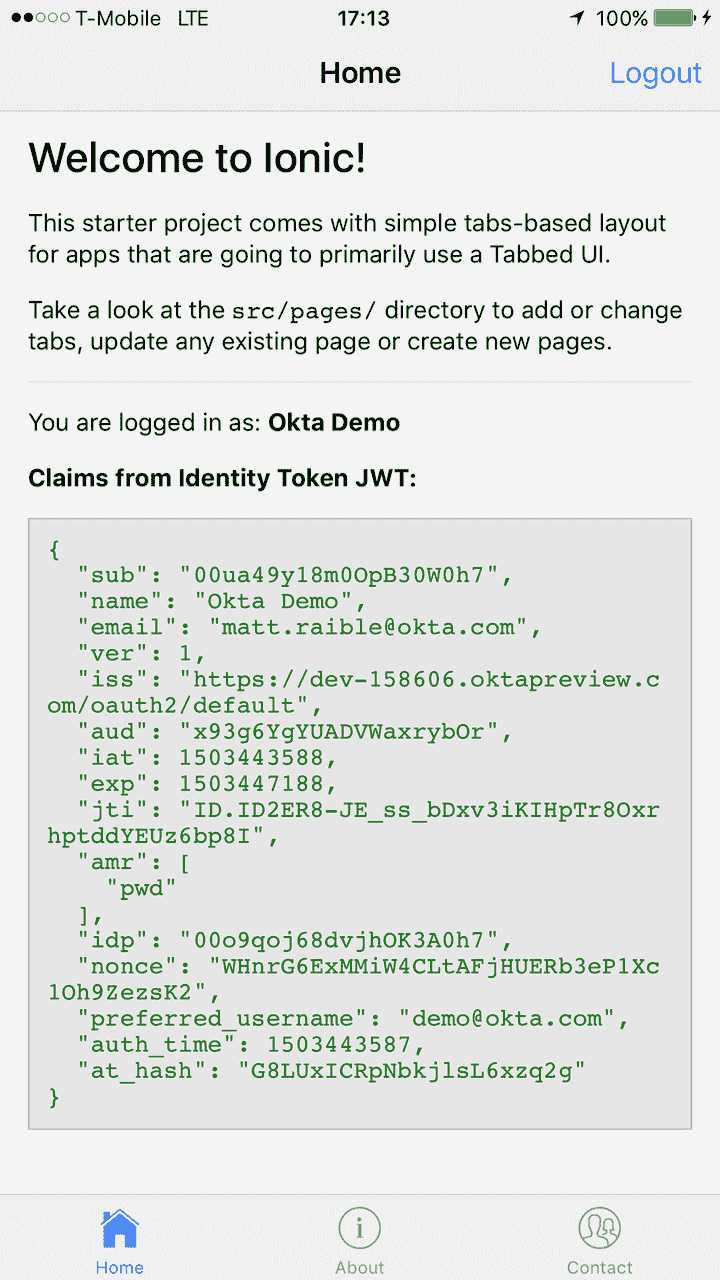 T-Mobile LTE 17:13 100%
Home Logout
Welcome to Ionic!
This starter project comes with simple tabs-based layout
for apps that are going to primarily use a Tabbed UI.
Take a look at the src/pages/ directory to add or change
tabs, update any existing page or create new pages.
You are logged in as: Okta Demo
Claims from Identity Token JWT:
{
"sub": "00ua49y18m0OpB30W0h7",
"name": "Okta Demo",
"email": "matt.raible@okta.com",
"ver": 1,
"iss": "https://dev-158606.oktapreview.c
om/oauth2/default",
"aud": "x93g6YgYUADVWaxrybOr",
"iat": 1503443588,
"exp": 1503447188,
"jti": "ID.ID2ER8-JE_ss_bDxv3iKIHpTr8Oxr
hptddYEUz6bp8I",
"amr": [
"pwd"
],
"idp": "00o9qoj68dvjhOK3A0h7",
"nonce": "WHnrG6ExMMiW4CLtAFjHUERb3eP1Xc
1Oh9ZezsK2",
"preferred_username": "demo@okta.com",
"auth_time": 1503443587,
"at_hash": "G8LUxICRpNbkjlsL6xzq2g"
}
Home About Contact